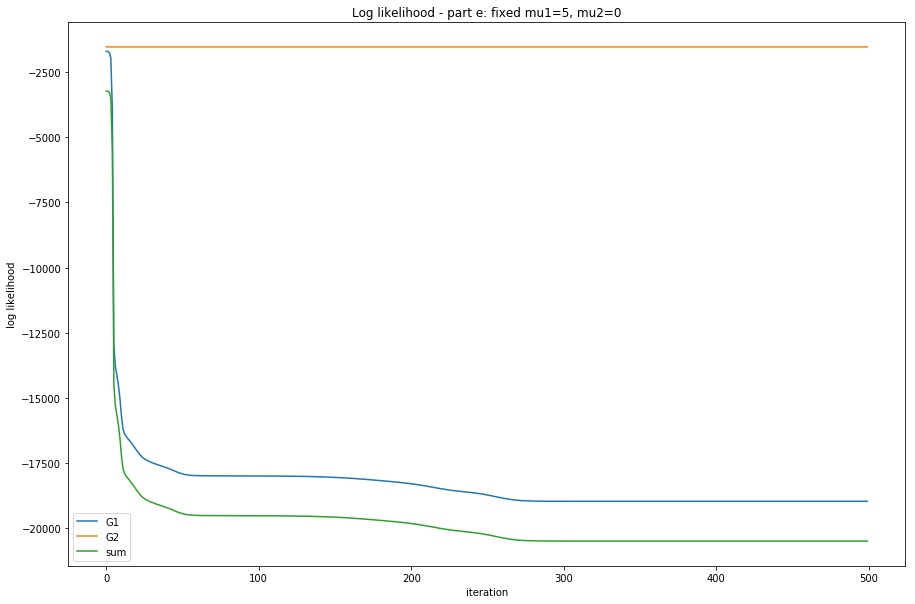 Log likelihood - part e: fixed mu1=5, mu2=0
log likelihood
−2500
−5000
−7500
−10000
−12500
−15000
−17500
−20000
G1
G2
sum
0
100
200
300
400
500
iteration